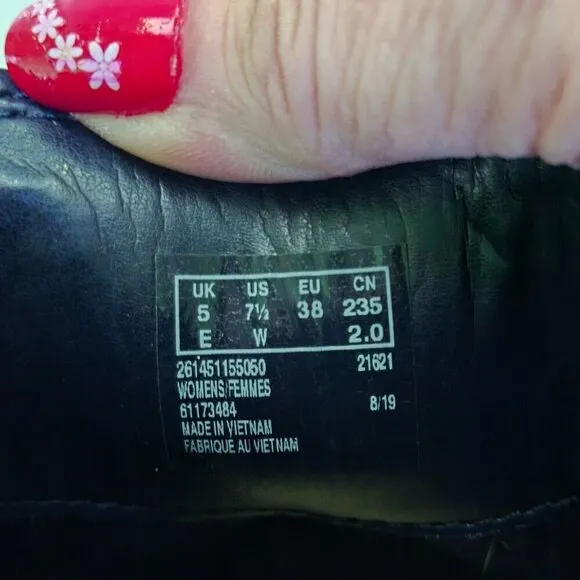 UK US EU CN
5 7½ 38 235
E W 2.0
261451155050 21621
WOMENS/FEMMES
61173484 8/19
MADE IN VIETNAM
FABRIQUE AU VIETNAM